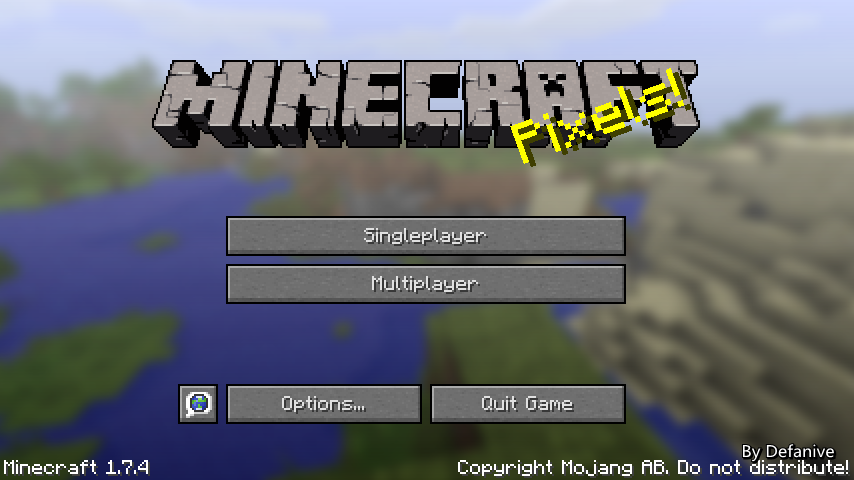 MINECRAFT
Pixels!
Singleplayer
Multiplayer
Options...
Quit Game
By Defanive
Minecraft 1.7.4
Copyright Mojang AB. Do not distribute!